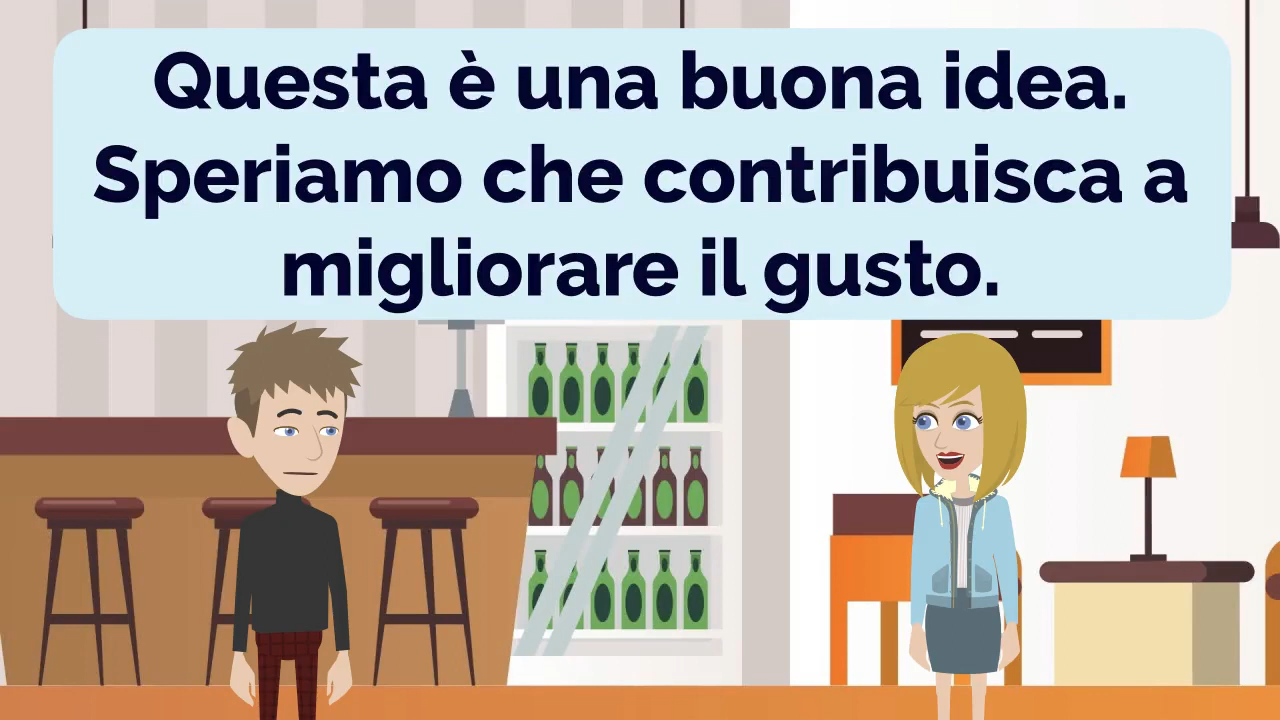 Questa è una buona idea.
Speriamo che contribuisca a
migliorare il gusto.